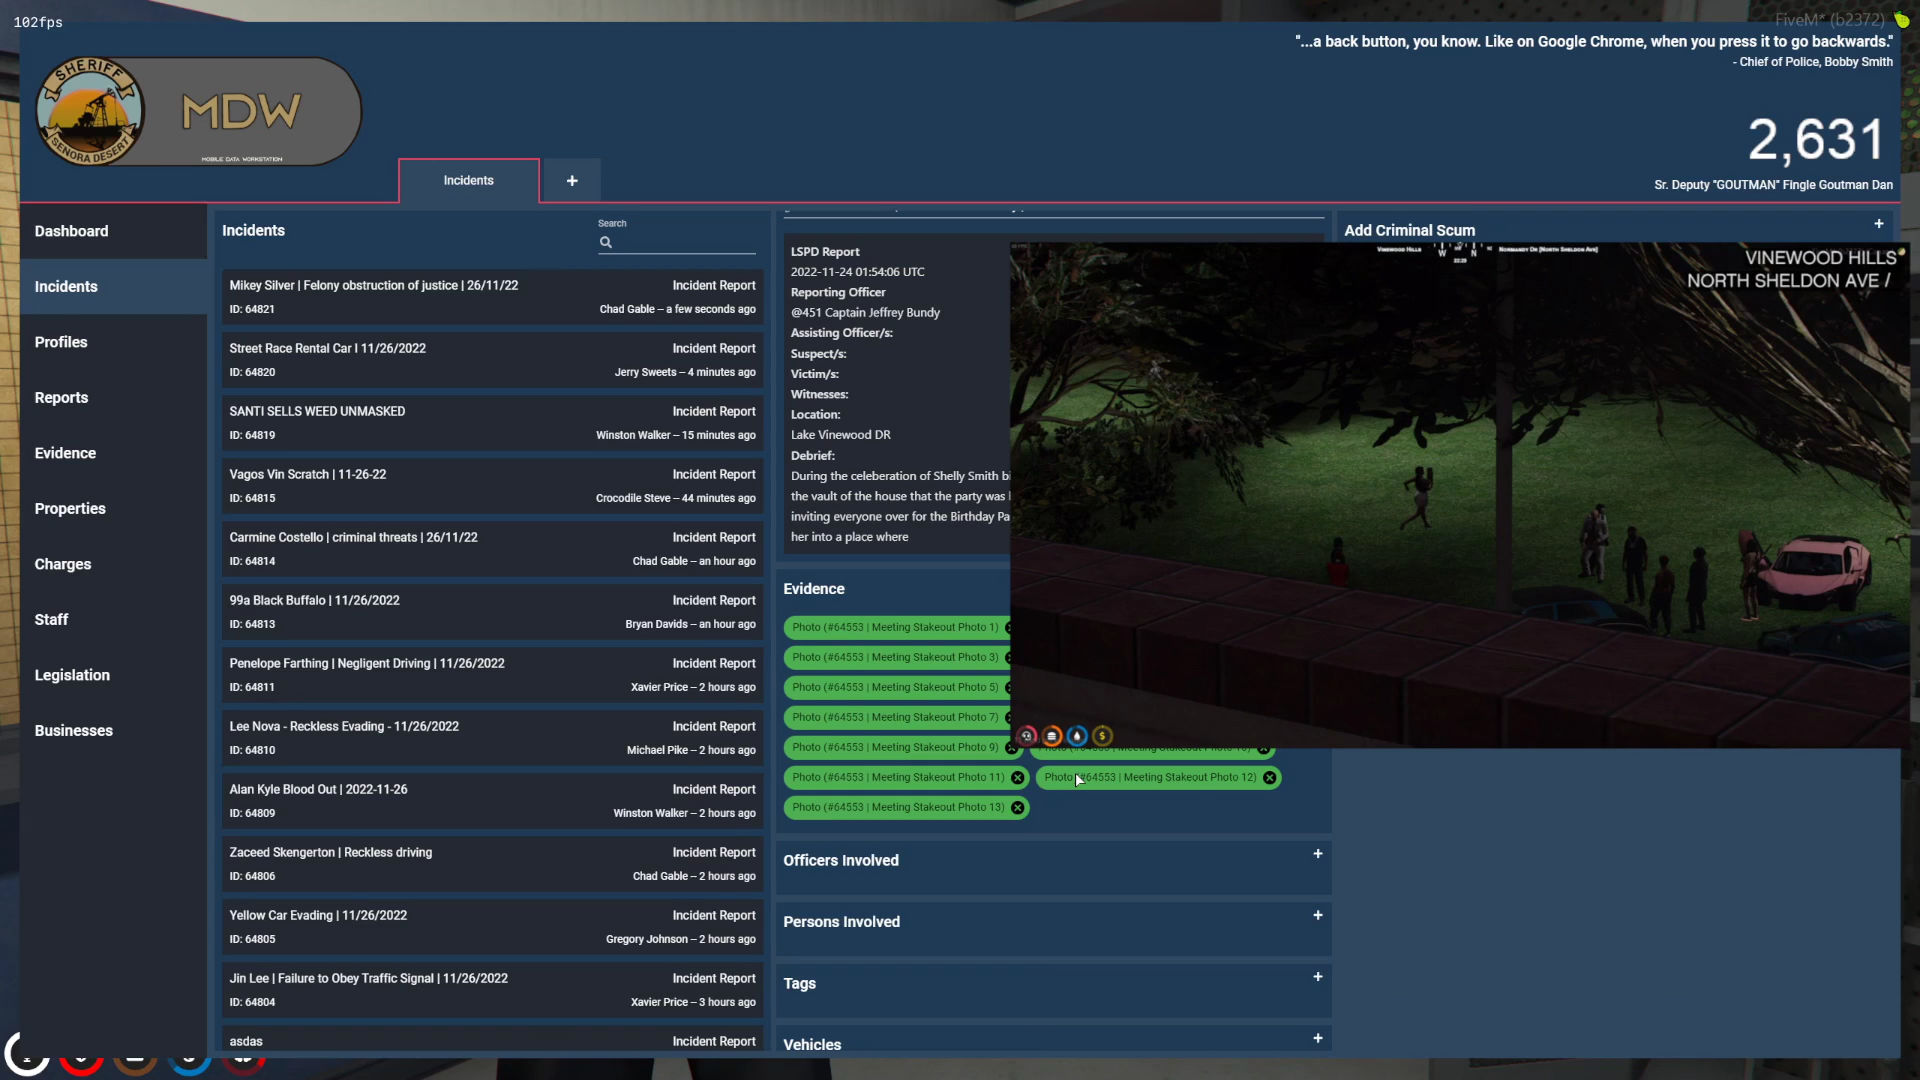 102fps
FiveM* (b2372)
"...a back button, you know. Like on Google Chrome, when you press it to go backwards."
- Chief of Police, Bobby Smith
SHERIFF
SENORA DESERT
MDW
MOBILE DATA WORKSTATION
2,631
Sr. Deputy "GOUTMAN" Fingle Goutman Dan
Incidents
+
Dashboard
Incidents
Profiles
Reports
Evidence
Properties
Charges
Staff
Legislation
Businesses
Incidents
Search
Mikey Silver | Felony obstruction of justice | 26/11/22 Incident Report
ID: 64821 Chad Gable – a few seconds ago
Street Race Rental Car I 11/26/2022 Incident Report
ID: 64820 Jerry Sweets – 4 minutes ago
SANTI SELLS WEED UNMASKED Incident Report
ID: 64819 Winston Walker – 15 minutes ago
Vagos Vin Scratch | 11-26-22 Incident Report
ID: 64815 Crocodile Steve – 44 minutes ago
Carmine Costello | criminal threats | 26/11/22 Incident Report
ID: 64814 Chad Gable – an hour ago
99a Black Buffalo | 11/26/2022 Incident Report
ID: 64813 Bryan Davids – an hour ago
Penelope Farthing | Negligent Driving | 11/26/2022 Incident Report
ID: 64811 Xavier Price – 2 hours ago
Lee Nova - Reckless Evading - 11/26/2022 Incident Report
ID: 64810 Michael Pike – 2 hours ago
Alan Kyle Blood Out | 2022-11-26 Incident Report
ID: 64809 Winston Walker – 2 hours ago
Zaceed Skengerton | Reckless driving Incident Report
ID: 64806 Chad Gable – 2 hours ago
Yellow Car Evading | 11/26/2022 Incident Report
ID: 64805 Gregory Johnson – 2 hours ago
Jin Lee | Failure to Obey Traffic Signal | 11/26/2022 Incident Report
ID: 64804 Xavier Price – 3 hours ago
asdas Incident Report
LSPD Report
2022-11-24 01:54:06 UTC
Reporting Officer
@451 Captain Jeffrey Bundy
Assisting Officer/s:
Suspect/s:
Victim/s:
Witnesses:
Location:
Lake Vinewood DR
Debrief:
During the celeberation of Shelly Smith bi
the vault of the house that the party was
inviting everyone over for the Birthday Pa
her into a place where
Evidence
Photo (#64553 | Meeting Stakeout Photo 1)
Photo (#64553 | Meeting Stakeout Photo 3)
Photo (#64553 | Meeting Stakeout Photo 5)
Photo (#64553 | Meeting Stakeout Photo 7)
Photo (#64553 | Meeting Stakeout Photo 9) Photo (#64553 | Meeting Stakeout Photo 10)
Photo (#64553 | Meeting Stakeout Photo 11) Photo (#64553 | Meeting Stakeout Photo 12)
Photo (#64553 | Meeting Stakeout Photo 13)
Officers Involved +
Persons Involved +
Tags +
Vehicles +
Add Criminal Scum +
Vinewood Hills W N Normandy Dr [North Sheldon Ave]
22:29
VINEWOOD HILLS
NORTH SHELDON AVE /